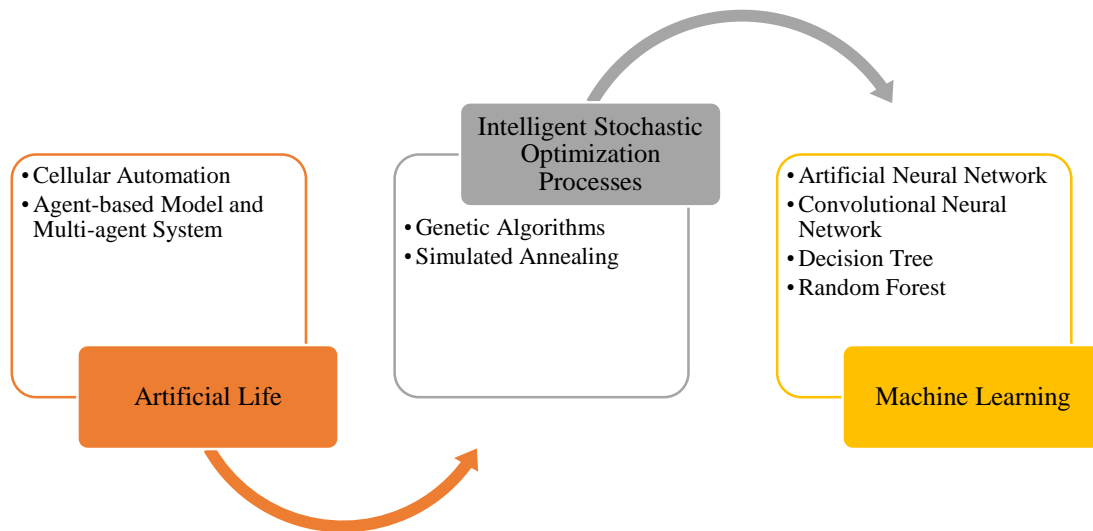 • Cellular Automation
• Agent-based Model and
Multi-agent System
Artificial Life
Intelligent Stochastic
Optimization
Processes
• Genetic Algorithms
• Simulated Annealing
• Artificial Neural Network
• Convolutional Neural
Network
• Decision Tree
• Random Forest
Machine Learning